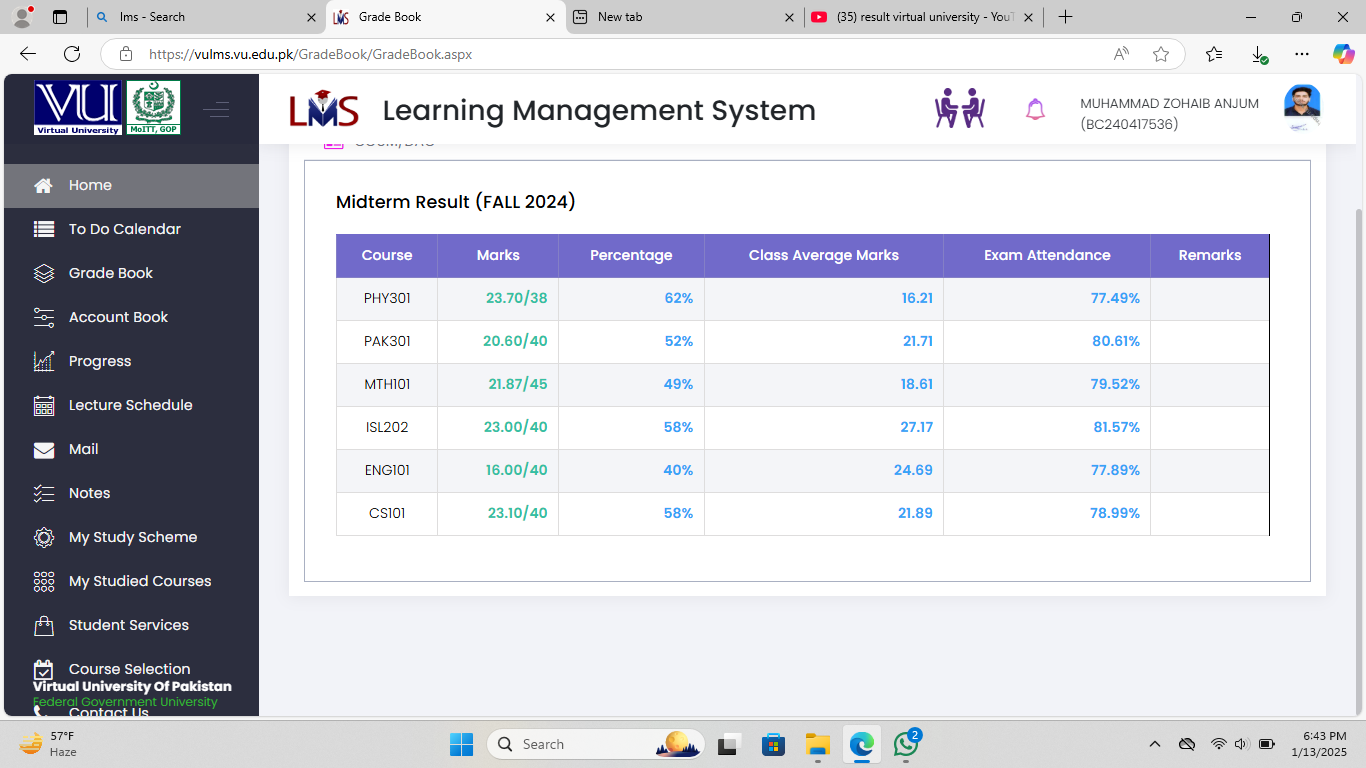 lms - Search
Grade Book
New tab
(35) result virtual university - YouT
https://vulms.vu.edu.pk/GradeBook/GradeBook.aspx
VU
Virtual University
MoITT, GOP
LMS
Learning Management System
MUHAMMAD ZOHAIB ANJUM
(BC240417536)
Home
To Do Calendar
Grade Book
Account Book
Progress
Lecture Schedule
Mail
Notes
My Study Scheme
My Studied Courses
Student Services
Course Selection
Virtual University Of Pakistan
Federal Government University
Contact Us
Midterm Result (FALL 2024)
Course Marks Percentage Class Average Marks Exam Attendance Remarks
PHY301 23.70/38 62% 16.21 77.49%
PAK301 20.60/40 52% 21.71 80.61%
MTH101 21.87/45 49% 18.61 79.52%
ISL202 23.00/40 58% 27.17 81.57%
ENG101 16.00/40 40% 24.69 77.89%
CS101 23.10/40 58% 21.89 78.99%
57°F
Haze
Search
2
6:43 PM
1/13/2025